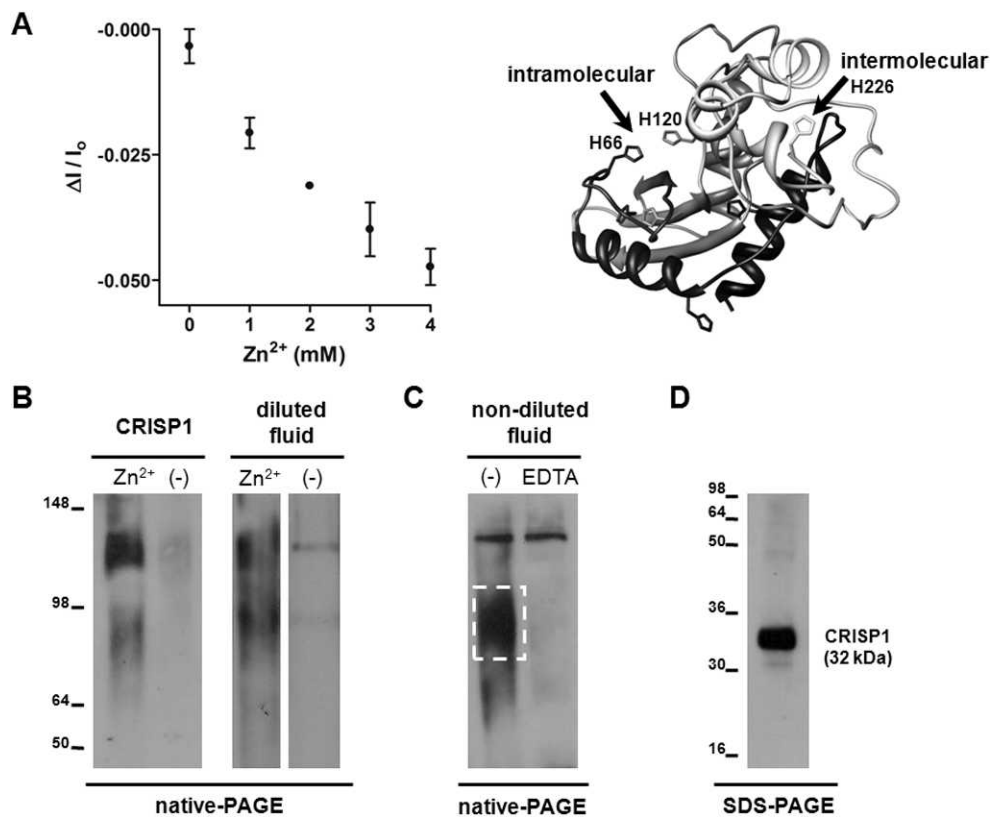 A
-0.000
-0.025
-0.050
ΔI / Io
0 1 2 3 4
Zn2+ (mM)
intramolecular
intermolecular
H226
H120
H66
B
CRISP1
diluted
fluid
Zn2+ (-) Zn2+ (-)
148
98
64
50
native-PAGE
C
non-diluted
fluid
(-) EDTA
native-PAGE
D
98
64
50
36
30
16
CRISP1
(32 kDa)
SDS-PAGE